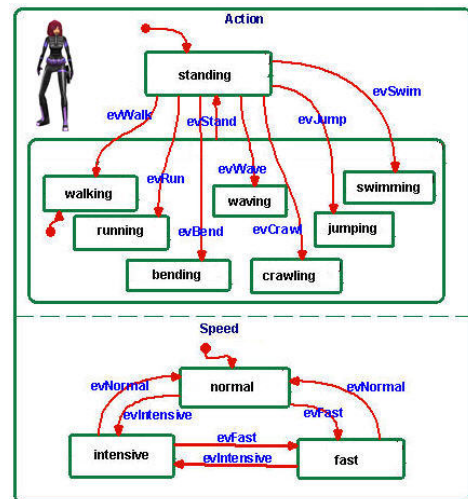 Action
standing
evSwim
evWalk
evStand
evJump
evRun
evWave
walking
waving
swimming
running
evBend
evCrawl
jumping
bending
crawling
Speed
evNormal
normal
evNormal
evIntensive
evFast
intensive
evFast
fast
evIntensive